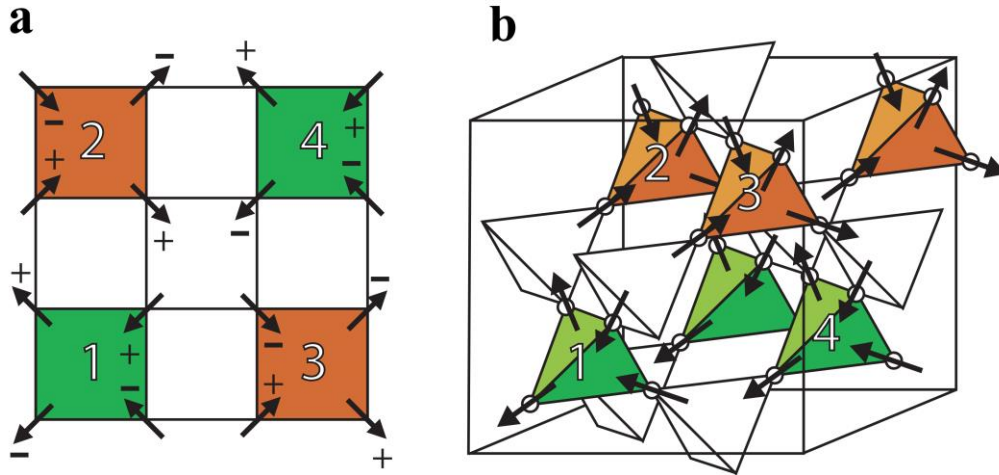 a
b
- +
- + 2 4
+ - +
+ -
+ - + - 1 3
- +
2 3
1 4